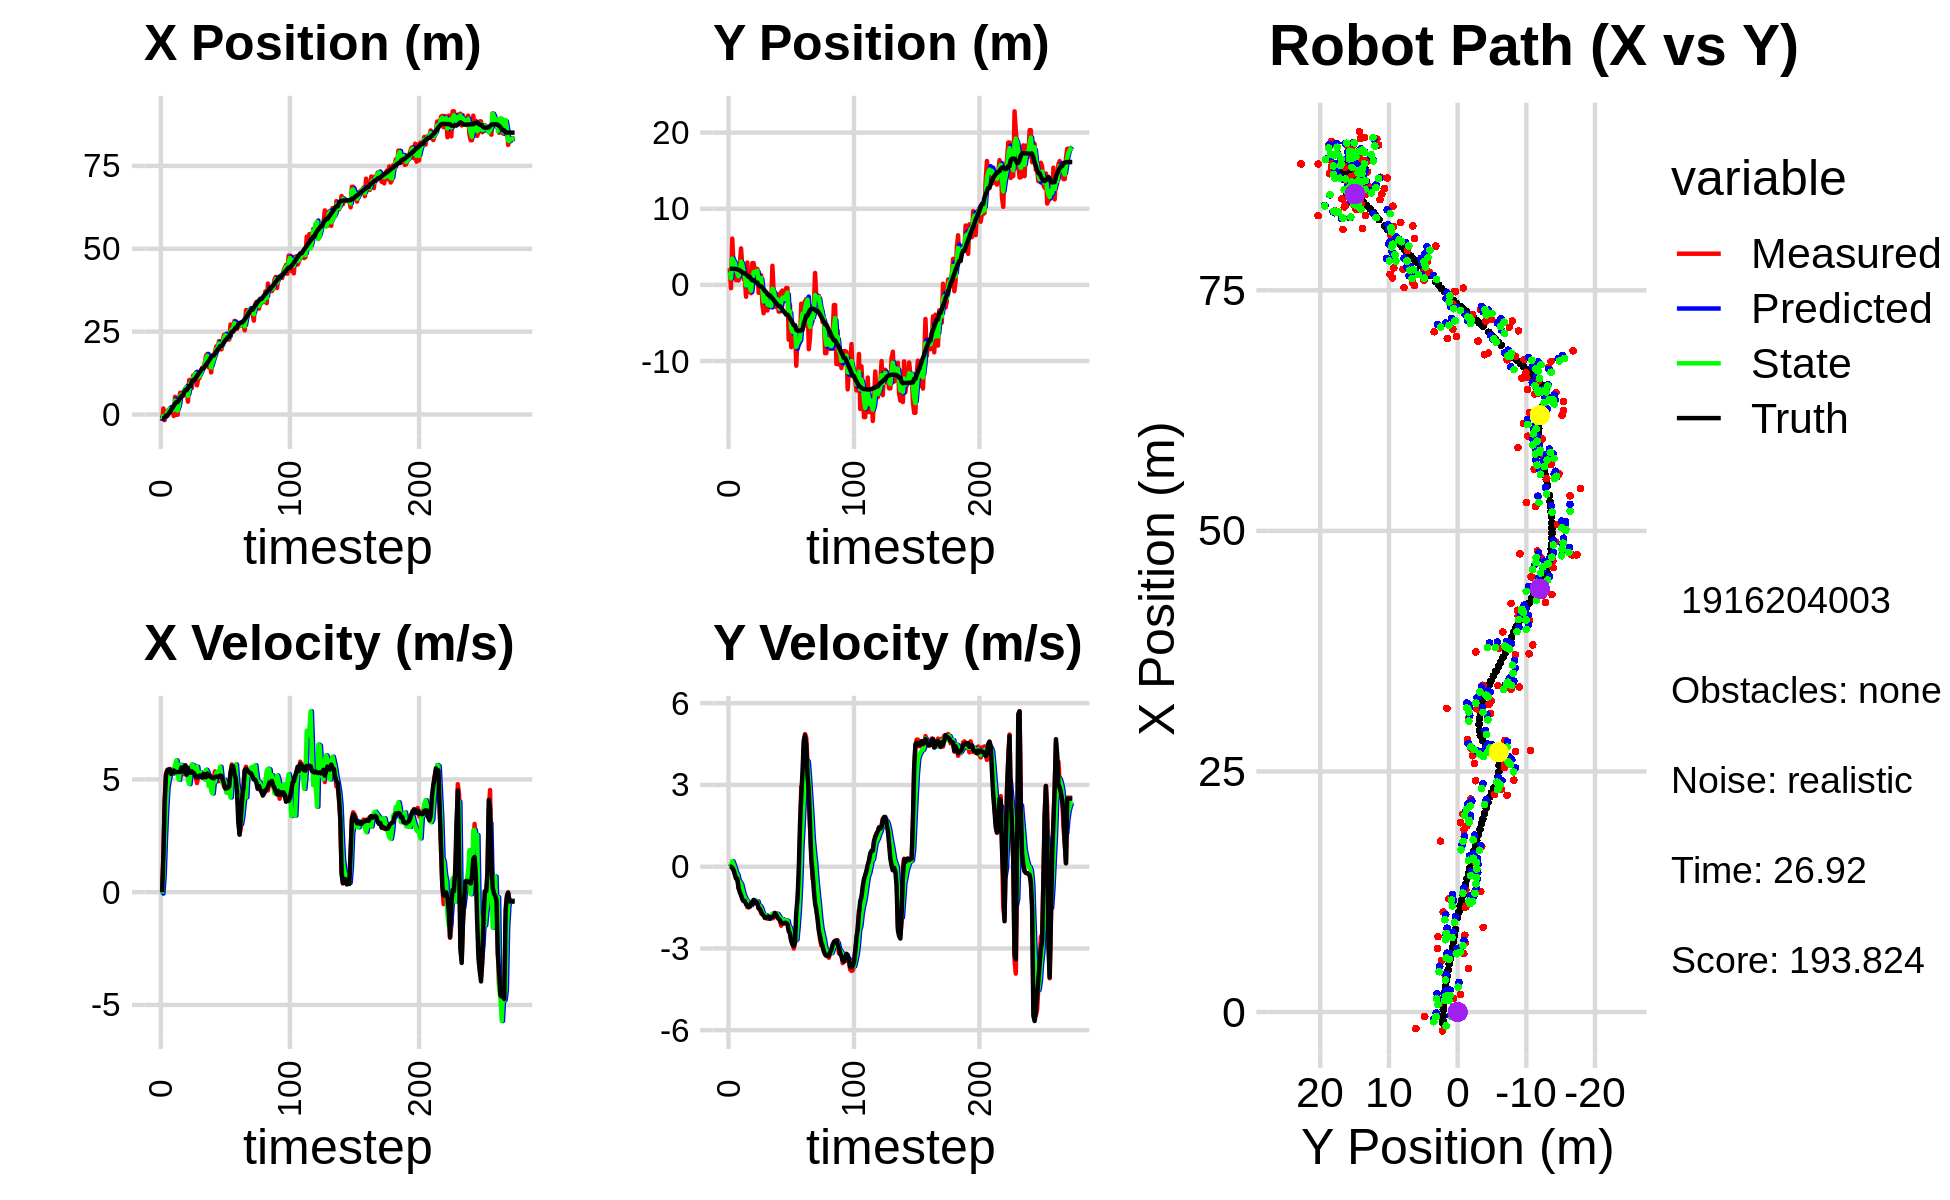 X Position (m)
75
50
25
0
0
100
200
timestep
Y Position (m)
20
10
0
-10
0
100
200
timestep
X Velocity (m/s)
5
0
-5
0
100
200
timestep
Y Velocity (m/s)
6
3
0
-3
-6
0
100
200
timestep
Robot Path (X vs Y)
X Position (m)
75
50
25
0
20 10 0 -10 -20
Y Position (m)
variable
Measured
Predicted
State
Truth
1916204003
Obstacles: none
Noise: realistic
Time: 26.92
Score: 193.824